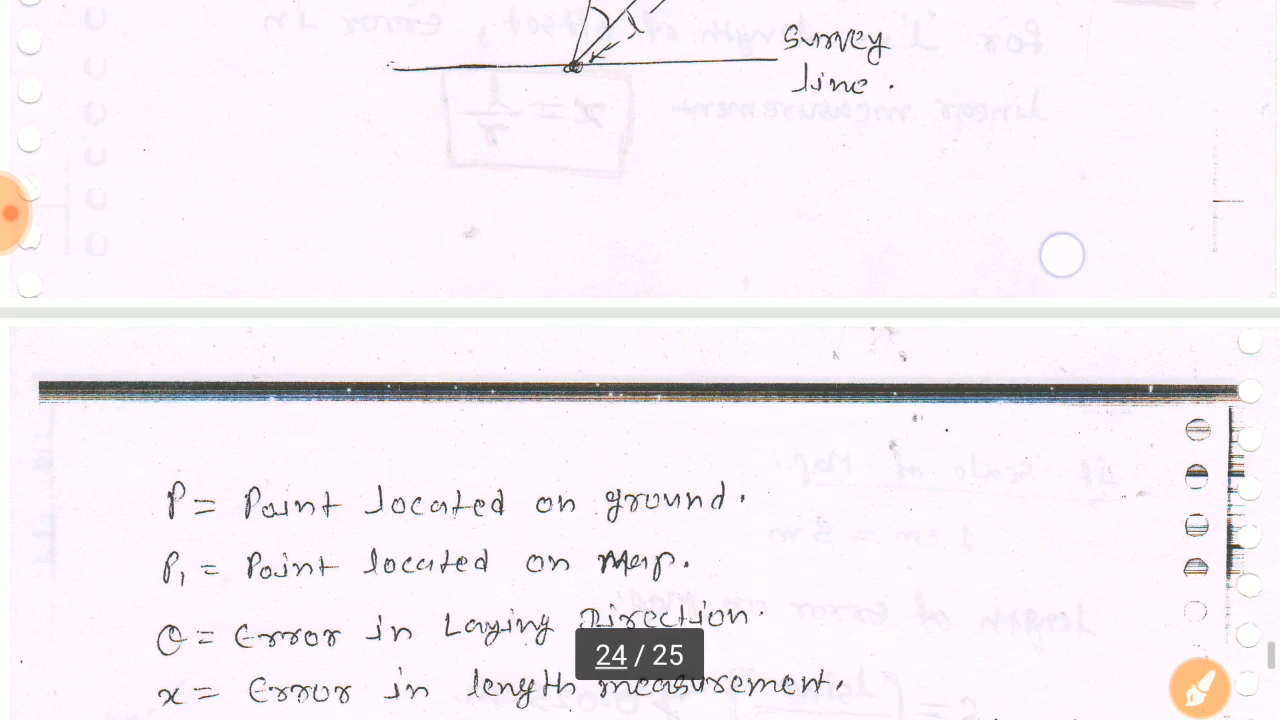 Survey
line.
P = Point located on ground.
P₁ = Point located on Map.
θ = Error in Laying Direction.
24 / 25
x = Error in length measurement.